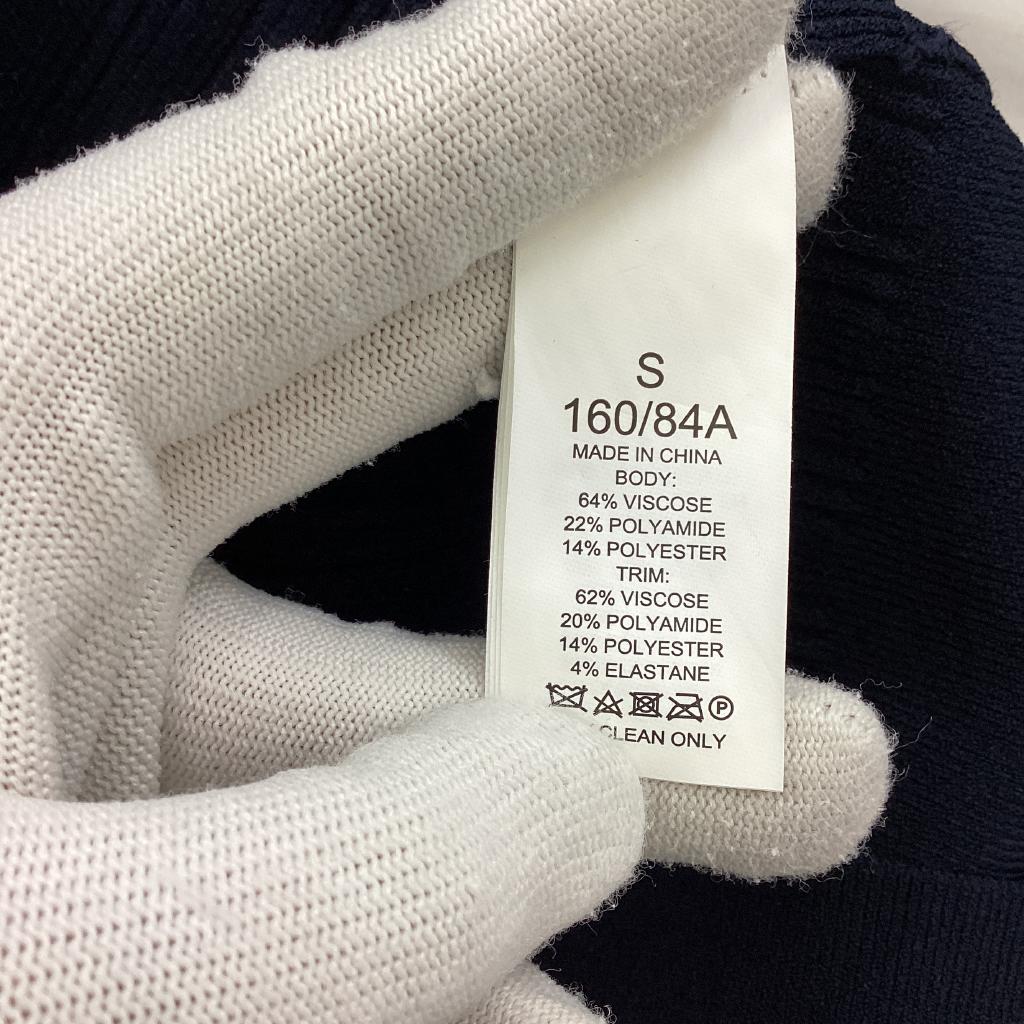 S
160/84A
MADE IN CHINA
BODY:
64% VISCOSE
22% POLYAMIDE
14% POLYESTER
TRIM:
62% VISCOSE
20% POLYAMIDE
14% POLYESTER
4% ELASTANE
P
CLEAN ONLY